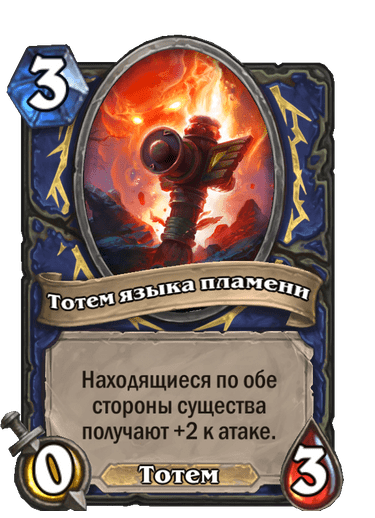 3
Тотем языка пламени
Находящиеся по обе
стороны существа
получают +2 к атаке.
0
Тотем
3